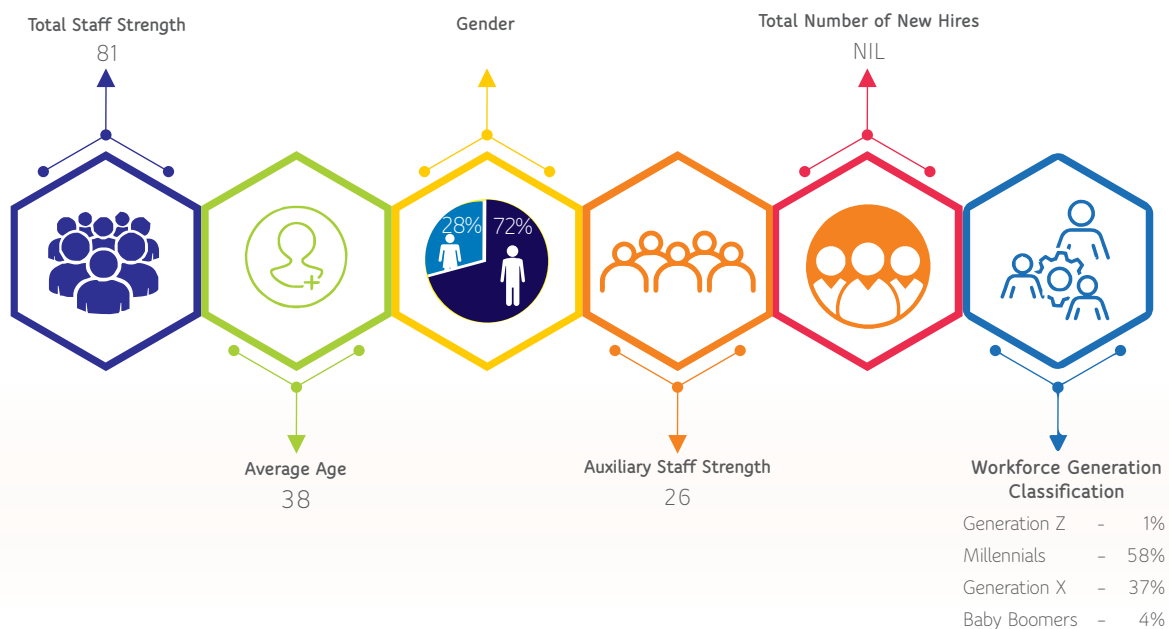 Total Staff Strength
81
Gender
Total Number of New Hires
NIL
28%
72%
Average Age
38
Auxiliary Staff Strength
26
Workforce Generation
Classification
Generation Z - 1%
Millennials - 58%
Generation X - 37%
Baby Boomers - 4%